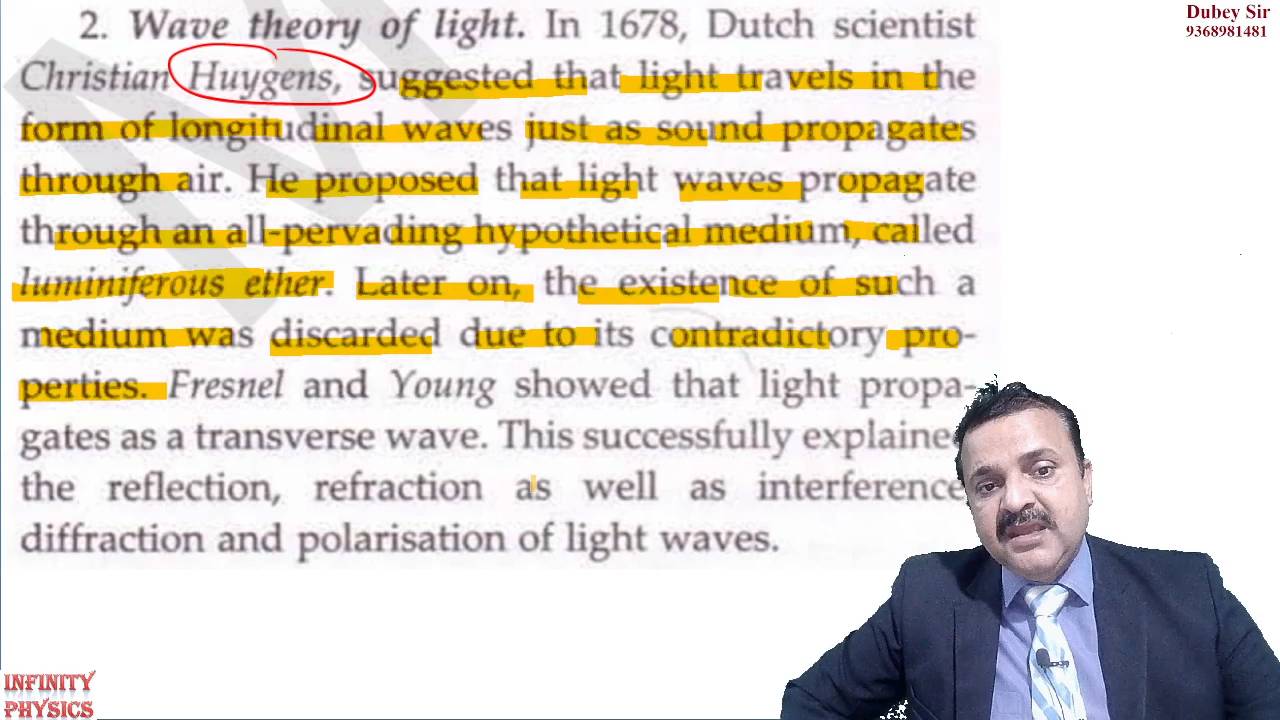 2. Wave theory of light. In 1678, Dutch scientist
Christian Huygens, suggested that light travels in the
form of longitudinal waves just as sound propagates
through air. He proposed that light waves propagate
through an all-pervading hypothetical medium, called
luminiferous ether. Later on, the existence of such a
medium was discarded due to its contradictory pro-
perties. Fresnel and Young showed that light propa-
gates as a transverse wave. This successfully explaine
the reflection, refraction as well as interference
diffraction and polarisation of light waves.
Dubey Sir
9368981481
INFINITY
PHYSICS